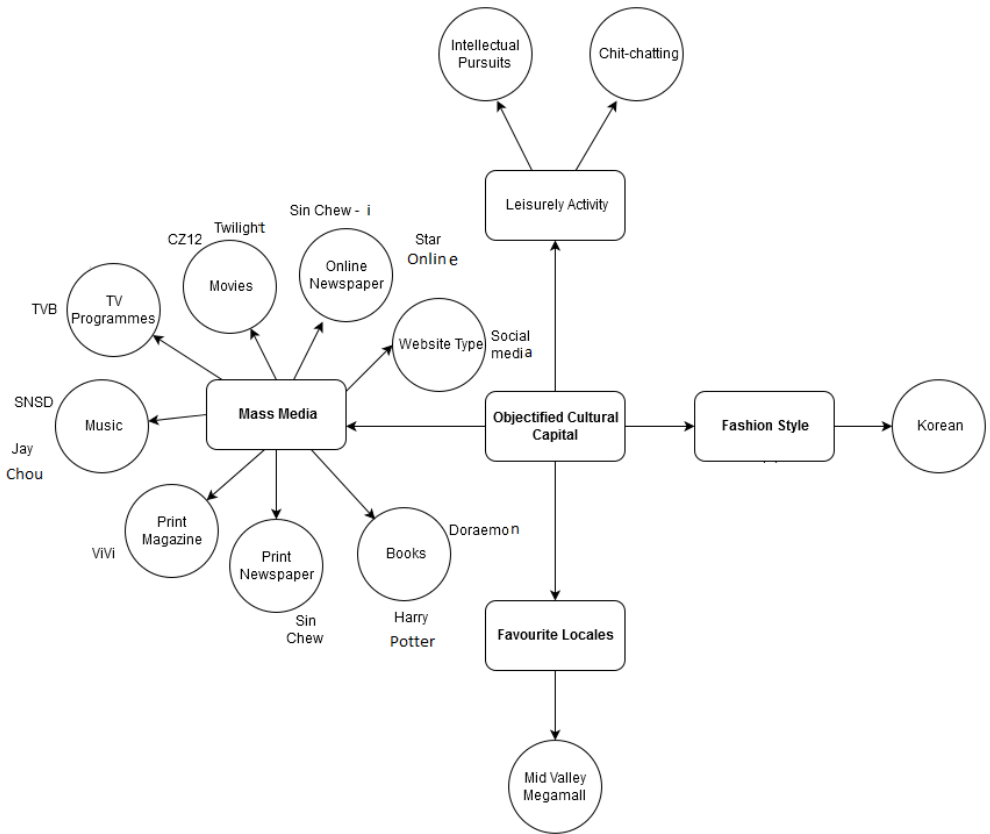 Intellectual
Pursuits
Chit-chatting
Leisurely Activity
Sin Chew - i
Twilight
CZ12
Star
Online
Online
Newspaper
Movies
TV
Programmes
TVB
Website Type
Social
media
SNSD
Music
Jay
Chou
Mass Media
Objectified Cultural
Capital
Fashion Style
Korean
Print
Magazine
ViVi
Print
Newspaper
Sin
Chew
Books
Doraemon
Harry
Potter
Favourite Locales
Mid Valley
Megamall